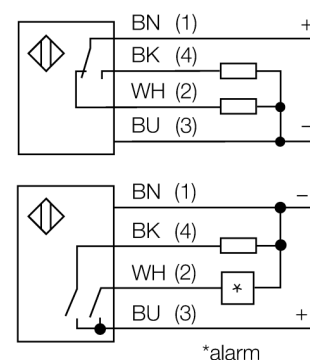 BN (1) +
BK (4)
WH (2)
BU (3) −
BN (1) −
BK (4)
WH (2) *
BU (3) +
*alarm